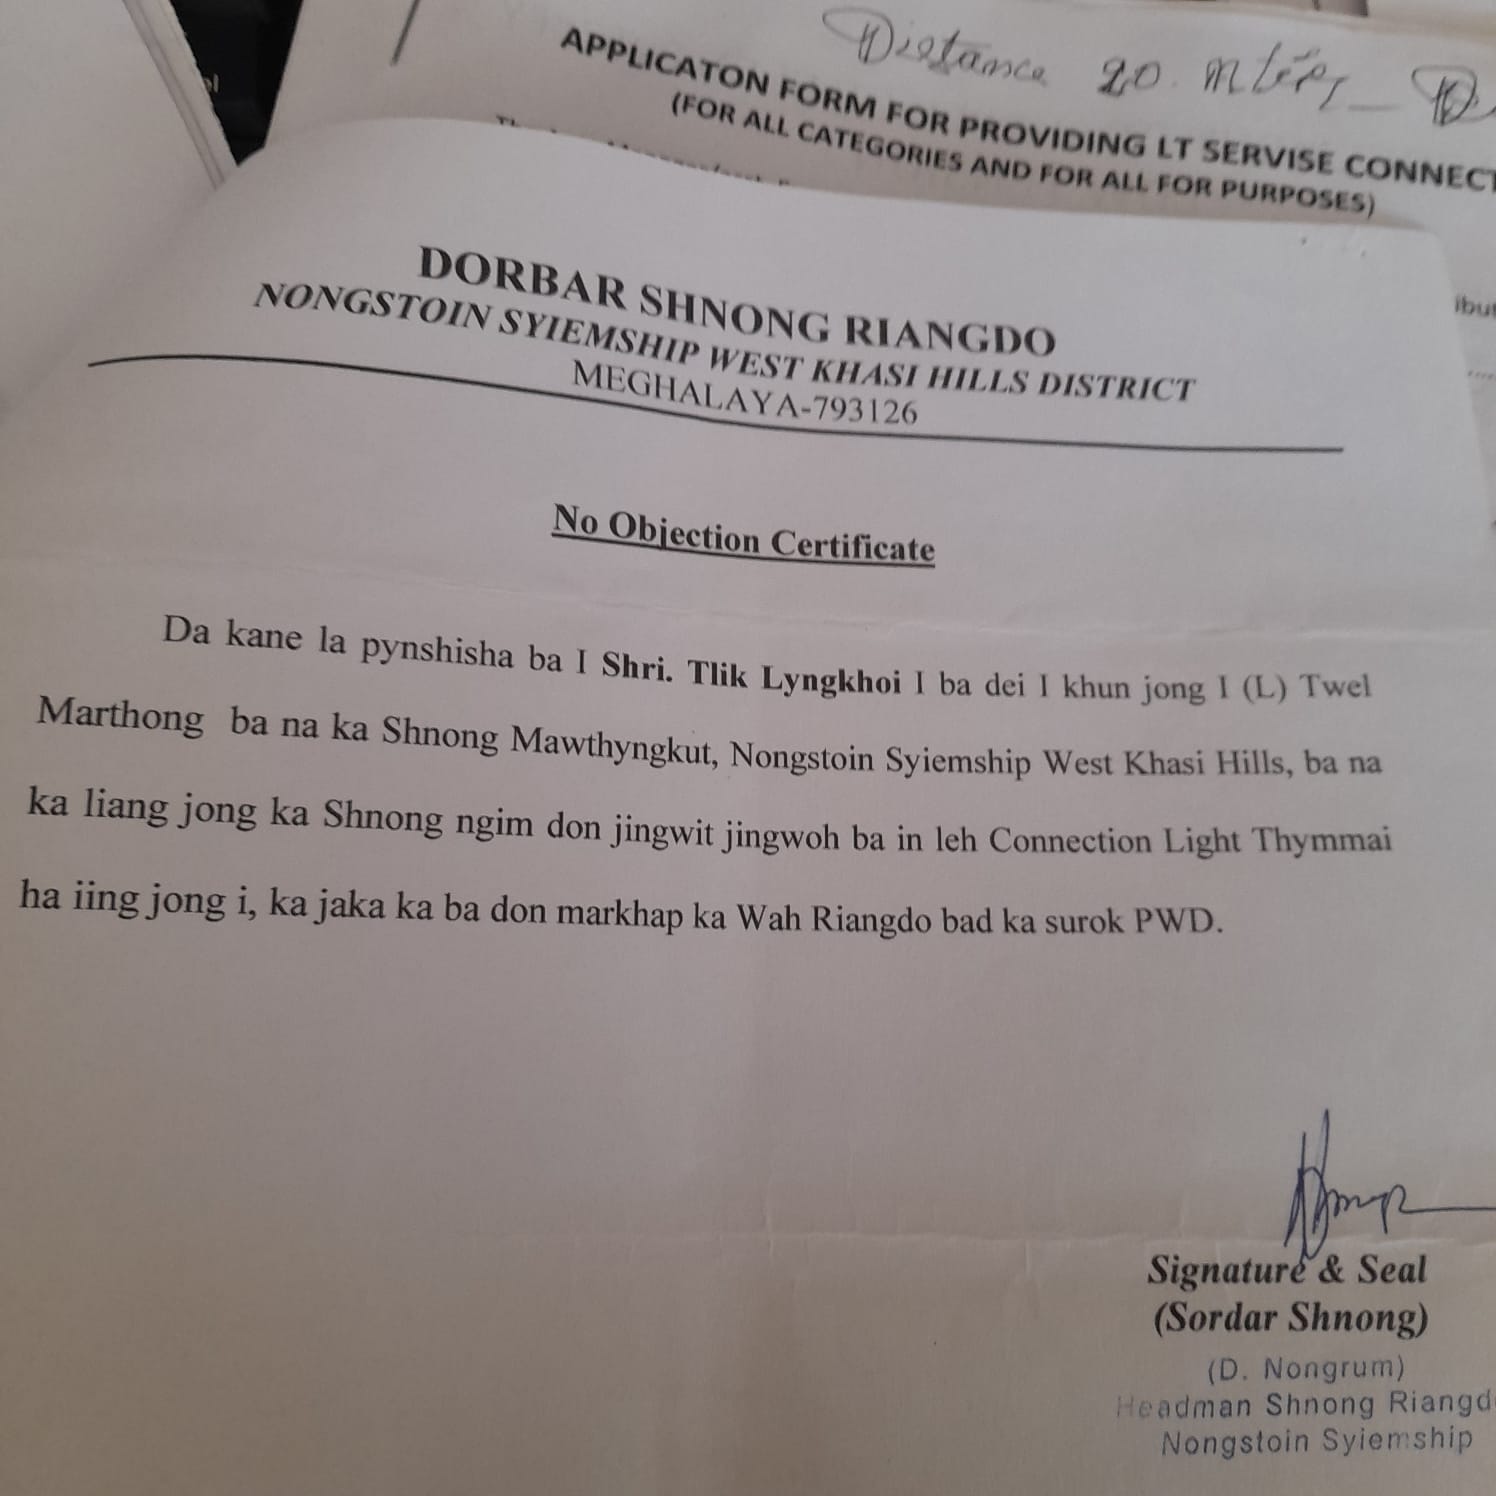 Distance 20 mters
APPLICATON FORM FOR PROVIDING LT SERVISE CONNECT
(FOR ALL CATEGORIES AND FOR ALL FOR PURPOSES)
ibut
DORBAR SHNONG RIANGDO
NONGSTOIN SYIEMSHIP WEST KHASI HILLS DISTRICT
MEGHALAYA-793126
No Objection Certificate
Da kane la pynshisha ba I Shri. Tlik Lyngkhoi I ba dei I khun jong I (L) Twel
Marthong ba na ka Shnong Mawthyngkut, Nongstoin Syiemship West Khasi Hills, ba na
ka liang jong ka Shnong ngim don jingwit jingwoh ba in leh Connection Light Thymmai
ha iing jong i, ka jaka ka ba don markhap ka Wah Riangdo bad ka surok PWD.
Signature & Seal
(Sordar Shnong)
(D. Nongrum)
Headman Shnong Riangd
Nongstoin Syiemship